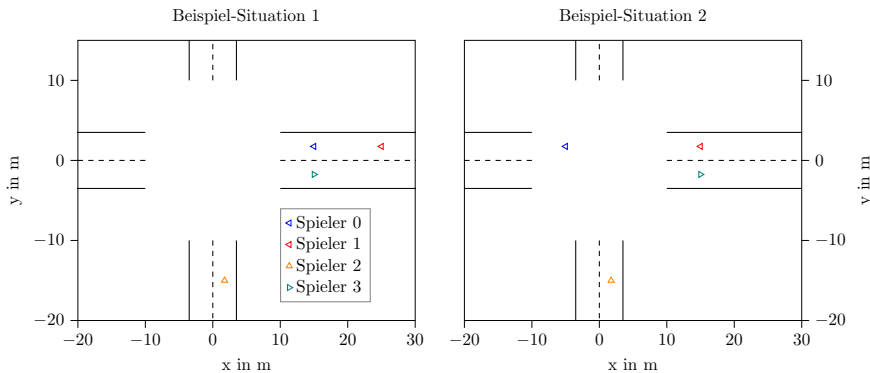 Beispiel-Situation 1
Beispiel-Situation 2
10
0
−10
−20
y in m
−20
−10
0
10
20
30
x in m
Spieler 0
Spieler 1
Spieler 2
Spieler 3
−20
−10
0
10
20
30
x in m
10
0
−10
−20
v in m